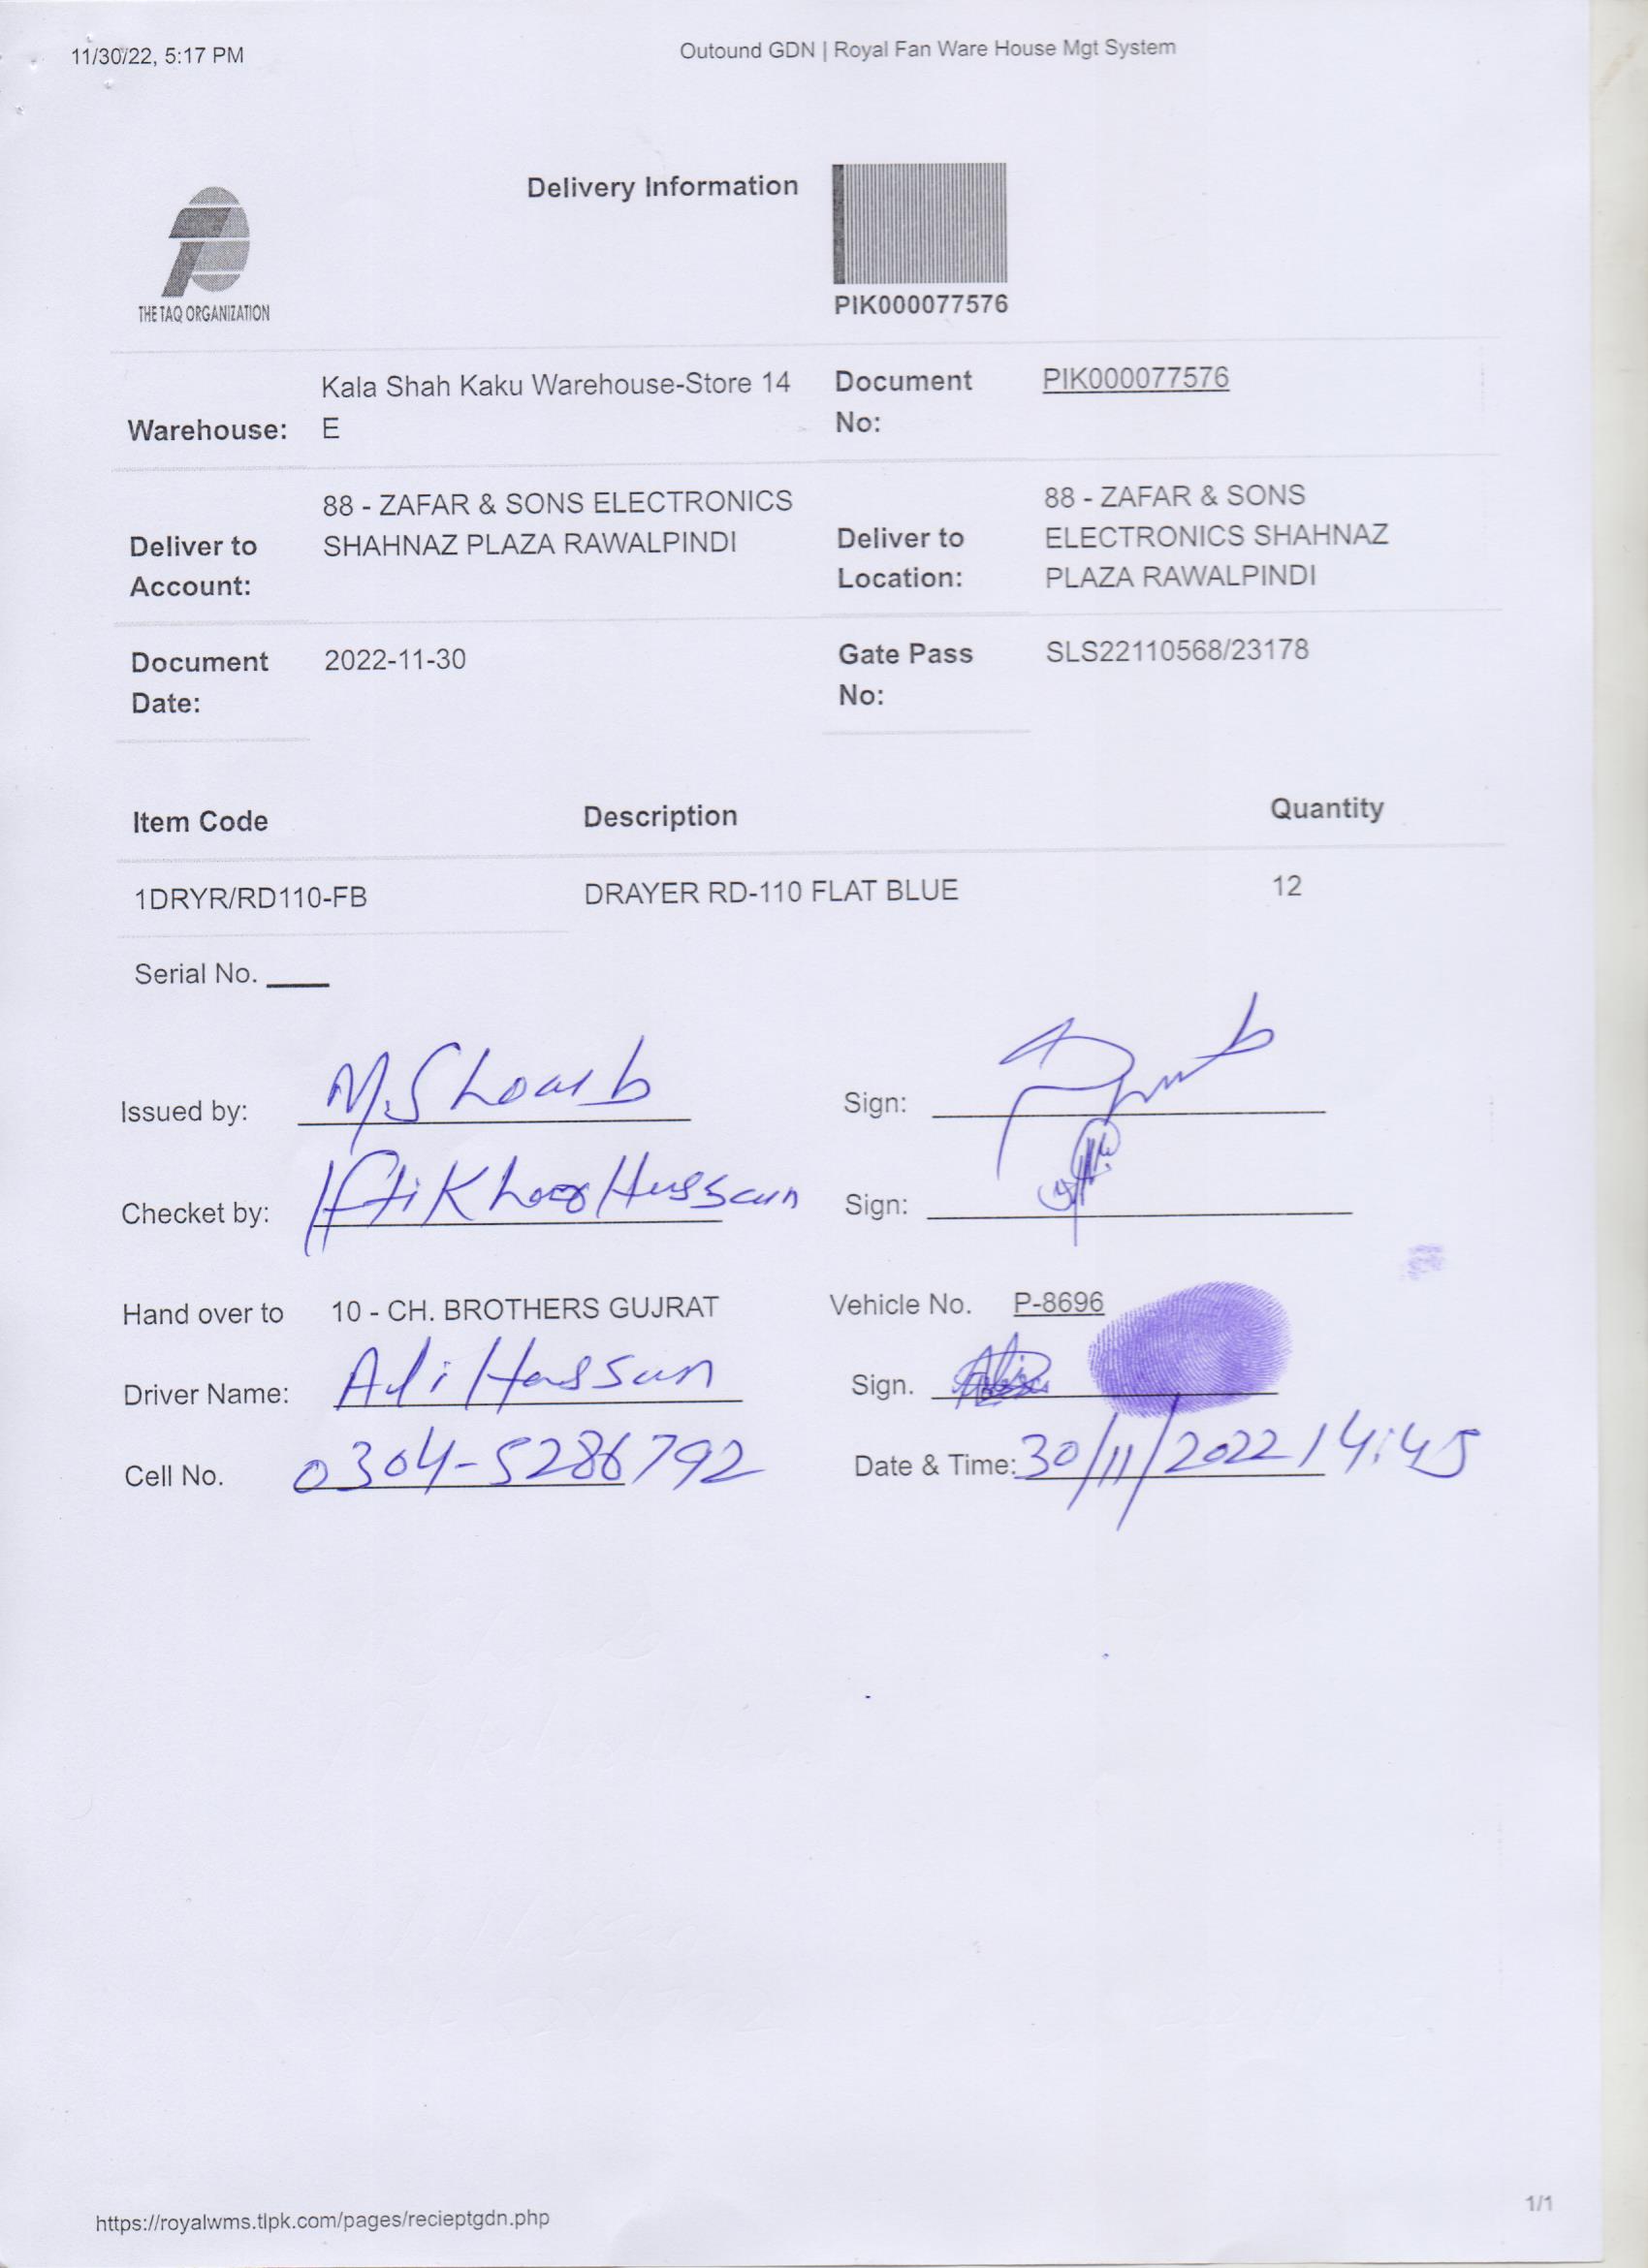 11/30/22, 5:17 PM
Outound GDN | Royal Fan Ware House Mgt System
Delivery Information
THE TAQ ORGANIZATION
PIK000077576
Warehouse: Kala Shah Kaku Warehouse-Store 14 E
Document No: PIK000077576
Deliver to Account: 88 - ZAFAR & SONS ELECTRONICS SHAHNAZ PLAZA RAWALPINDI
Deliver to Location: 88 - ZAFAR & SONS ELECTRONICS SHAHNAZ PLAZA RAWALPINDI
Document Date: 2022-11-30
Gate Pass No: SLS22110568/23178
Item Code Description Quantity
1DRYR/RD110-FB DRAYER RD-110 FLAT BLUE 12
Serial No.
Issued by: M.Shoaib Sign:
Checket by: Iftikhar Hussain Sign:
Hand over to 10 - CH. BROTHERS GUJRAT Vehicle No. P-8696
Driver Name: Ali Hassan Sign.
Cell No. 0304-5286792 Date & Time: 30/11/2022 14:45
https://royalwms.tlpk.com/pages/recieptgdn.php
1/1